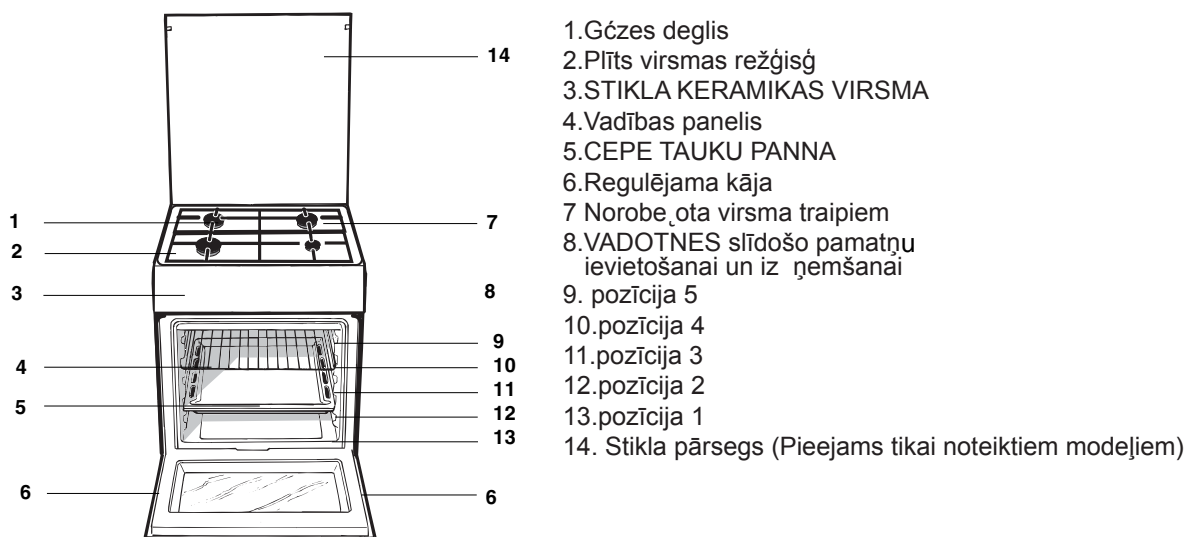 14
1
7
2
3
8
9
4
10
11
5
12
13
6
6
1.Gćzes deglis
2.Plīts virsmas režģisģ
3.STIKLA KERAMIKAS VIRSMA
4.Vadības panelis
5.CEPE TAUKU PANNA
6.Regulējama kāja
7 Norobe˛ota virsma traipiem
8.VADOTNES slīdošo pamatņu
ievietošanai un iz ņemšanai
9. pozīcija 5
10.pozīcija 4
11.pozīcija 3
12.pozīcija 2
13.pozīcija 1
14. Stikla pārsegs (Pieejams tikai noteiktiem modeļiem)